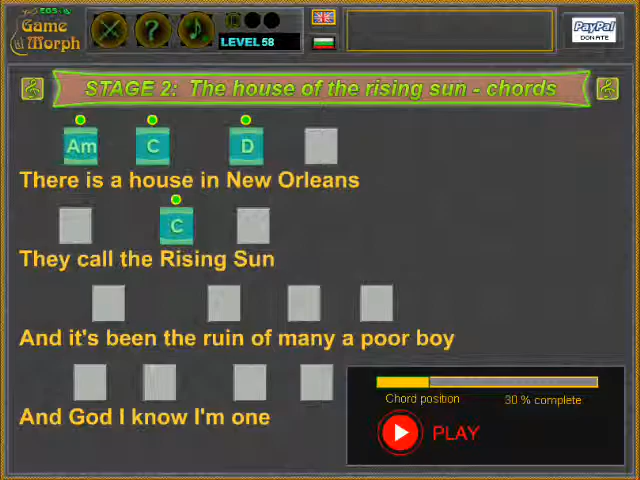 Game
Morph
?
LEVEL 58
PayPal
DONATE
STAGE 2: The house of the rising sun - chords
Am C D
There is a house in New Orleans
C
They call the Rising Sun
And it's been the ruin of many a poor boy
And God I know I'm one
Chord position 30 % complete
PLAY